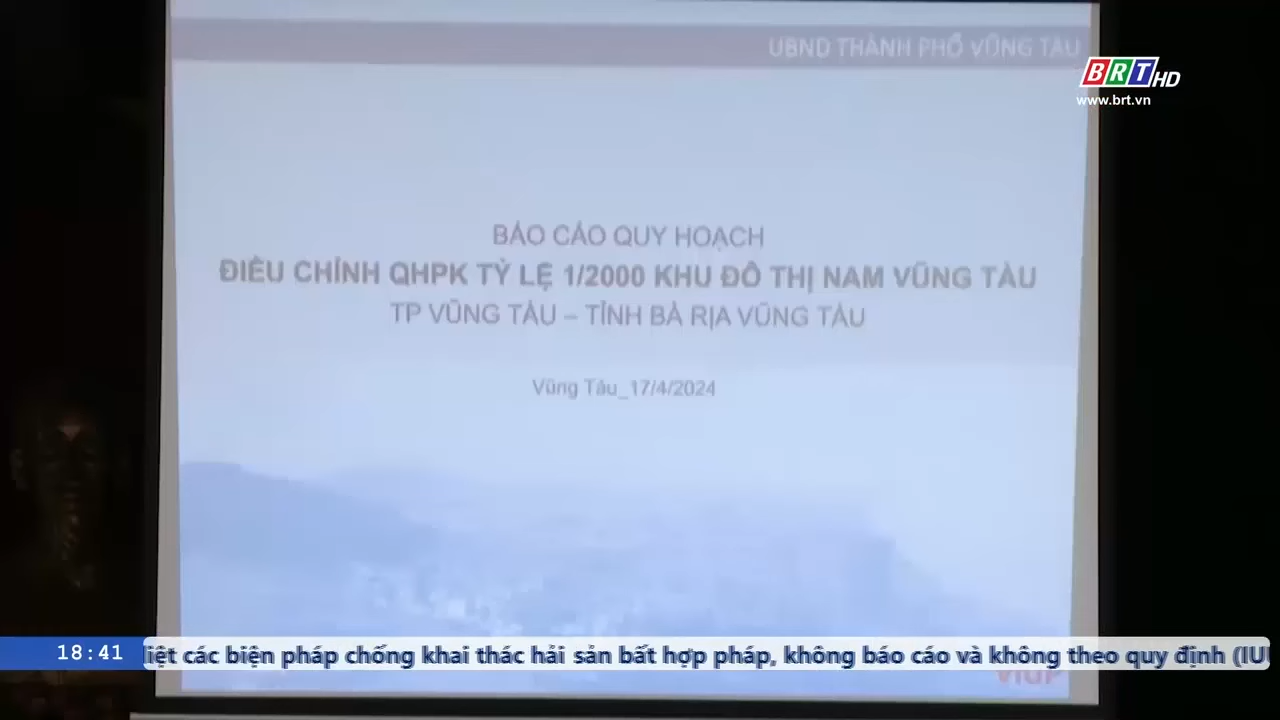 UBND THÀNH PHỐ VŨNG TÀU
BRT HD
www.brt.vn
BÁO CÁO QUY HOẠCH
ĐIỀU CHỈNH QHPK TỶ LỆ 1/2000 KHU ĐÔ THỊ NAM VŨNG TÀU
TP VŨNG TÀU – TỈNH BÀ RỊA VŨNG TÀU
Vũng Tàu_17/4/2024
18:41
các biện pháp chống khai thác hải sản bất hợp pháp, không báo cáo và không theo quy định